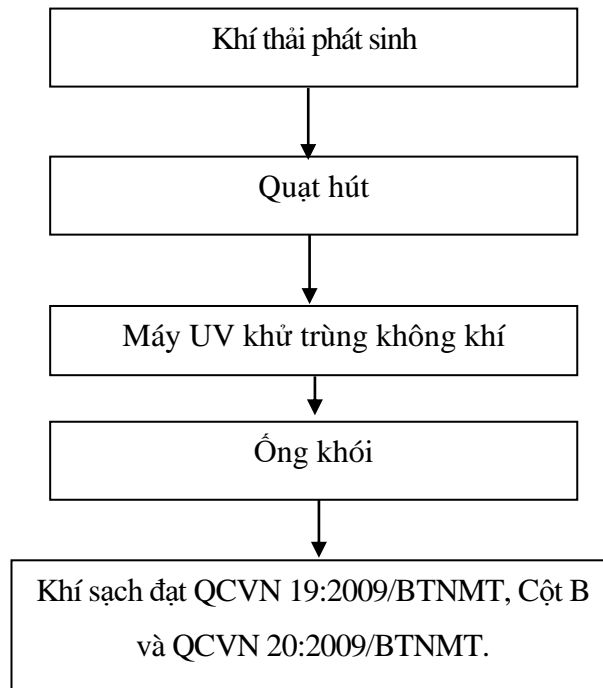 Khí thải phát sinh
Quạt hút
Máy UV khử trùng không khí
Ống khói
Khí sạch đạt QCVN 19:2009/BTNMT, Cột B
và QCVN 20:2009/BTNMT.